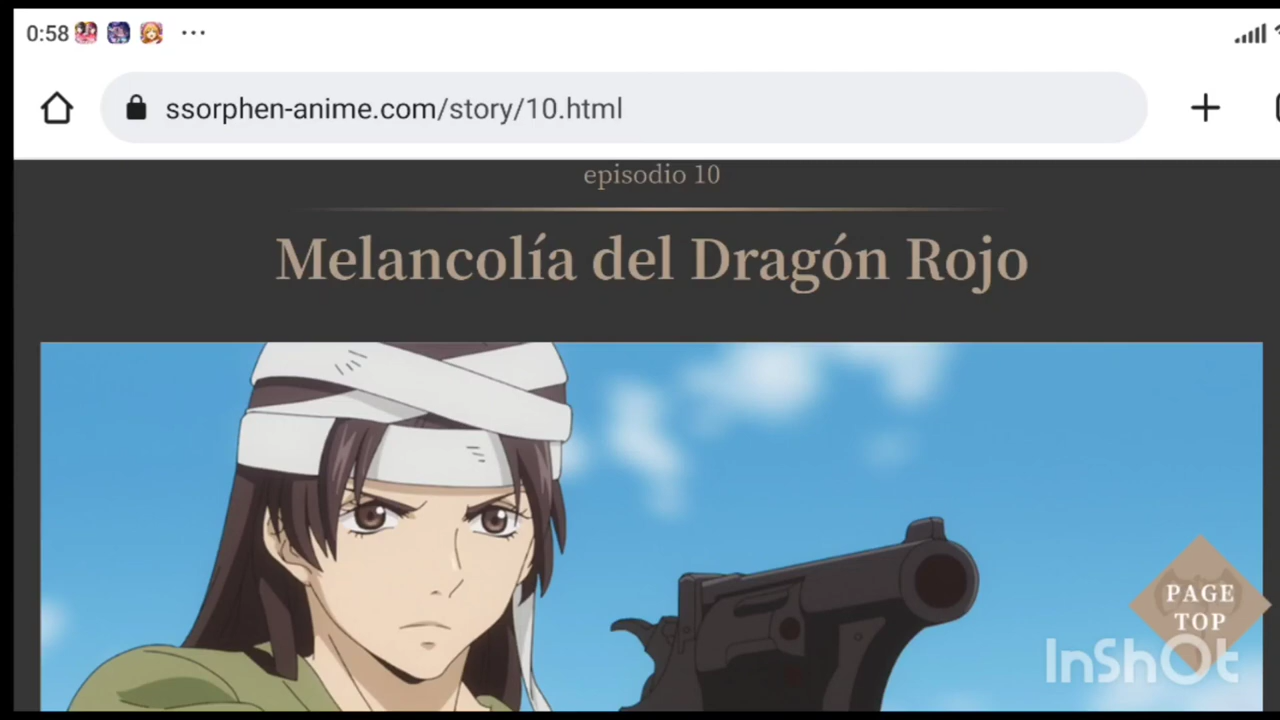 0:58
ssorphen-anime.com/story/10.html
episodio 10
Melancolía del Dragón Rojo
PAGE
TOP
InShOt